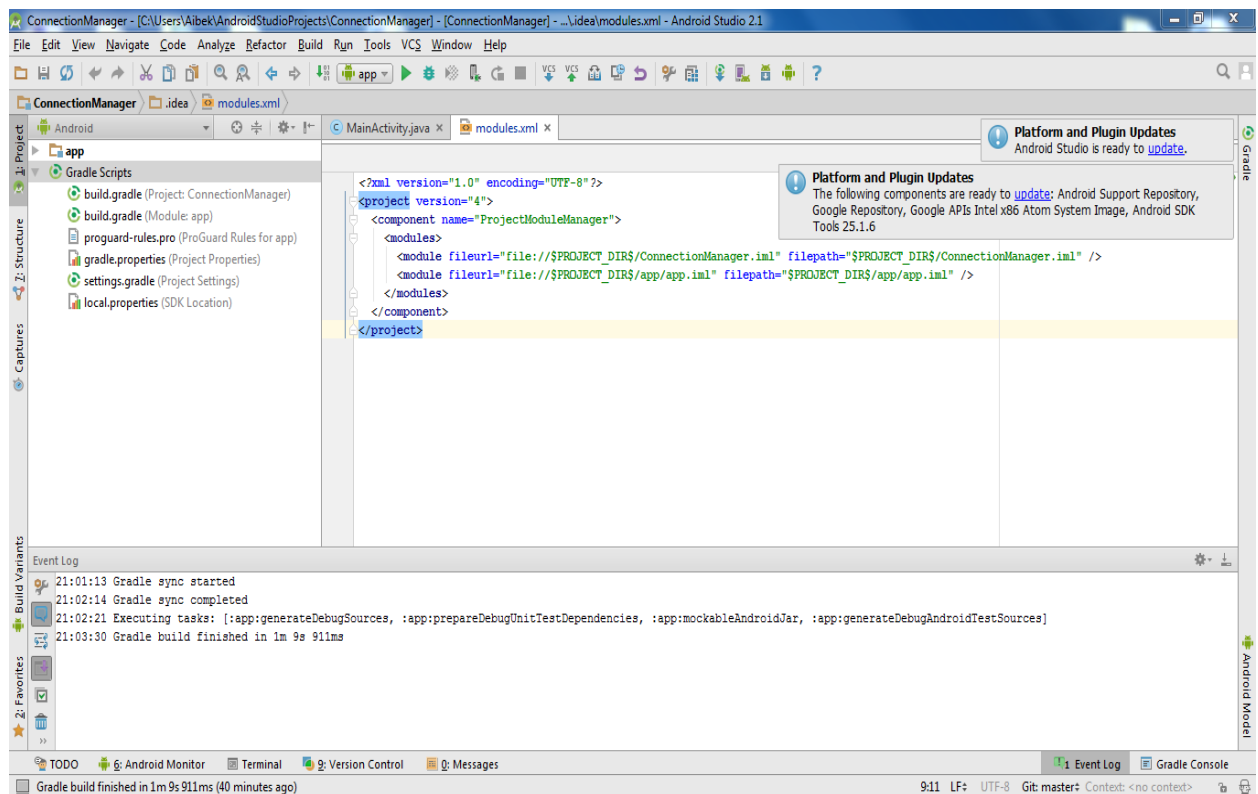 ConnectionManager - [C:\Users\Aibek\AndroidStudioProjects\ConnectionManager] - [ConnectionManager] - ...\.idea\modules.xml - Android Studio 2.1
File Edit View Navigate Code Analyze Refactor Build Run Tools VCS Window Help
app
VCS VCS
ConnectionManager .idea modules.xml
1: Project
7: Structure
Captures
Build Variants
2: Favorites
Android
app
Gradle Scripts
build.gradle (Project: ConnectionManager)
build.gradle (Module: app)
proguard-rules.pro (ProGuard Rules for app)
gradle.properties (Project Properties)
settings.gradle (Project Settings)
local.properties (SDK Location)
MainActivity.java modules.xml
<?xml version="1.0" encoding="UTF-8"?>
<project version="4">
<component name="ProjectModuleManager">
<modules>
<module fileurl="file://$PROJECT_DIR$/ConnectionManager.iml" filepath="$PROJECT_DIR$/ConnectionManager.iml" />
<module fileurl="file://$PROJECT_DIR$/app/app.iml" filepath="$PROJECT_DIR$/app/app.iml" />
</modules>
</component>
</project>
Platform and Plugin Updates
Android Studio is ready to update.
Platform and Plugin Updates
The following components are ready to update: Android Support Repository,
Google Repository, Google APIs Intel x86 Atom System Image, Android SDK
Tools 25.1.6
Gradle
Android Model
Event Log
21:01:13 Gradle sync started
21:02:14 Gradle sync completed
21:02:21 Executing tasks: [:app:generateDebugSources, :app:prepareDebugUnitTestDependencies, :app:mockableAndroidJar, :app:generateDebugAndroidTestSources]
21:03:30 Gradle build finished in 1m 9s 911ms
TODO 6: Android Monitor Terminal 9: Version Control 0: Messages 1 Event Log Gradle Console
Gradle build finished in 1m 9s 911ms (40 minutes ago) 9:11 LF UTF-8 Git: master Context: <no context>